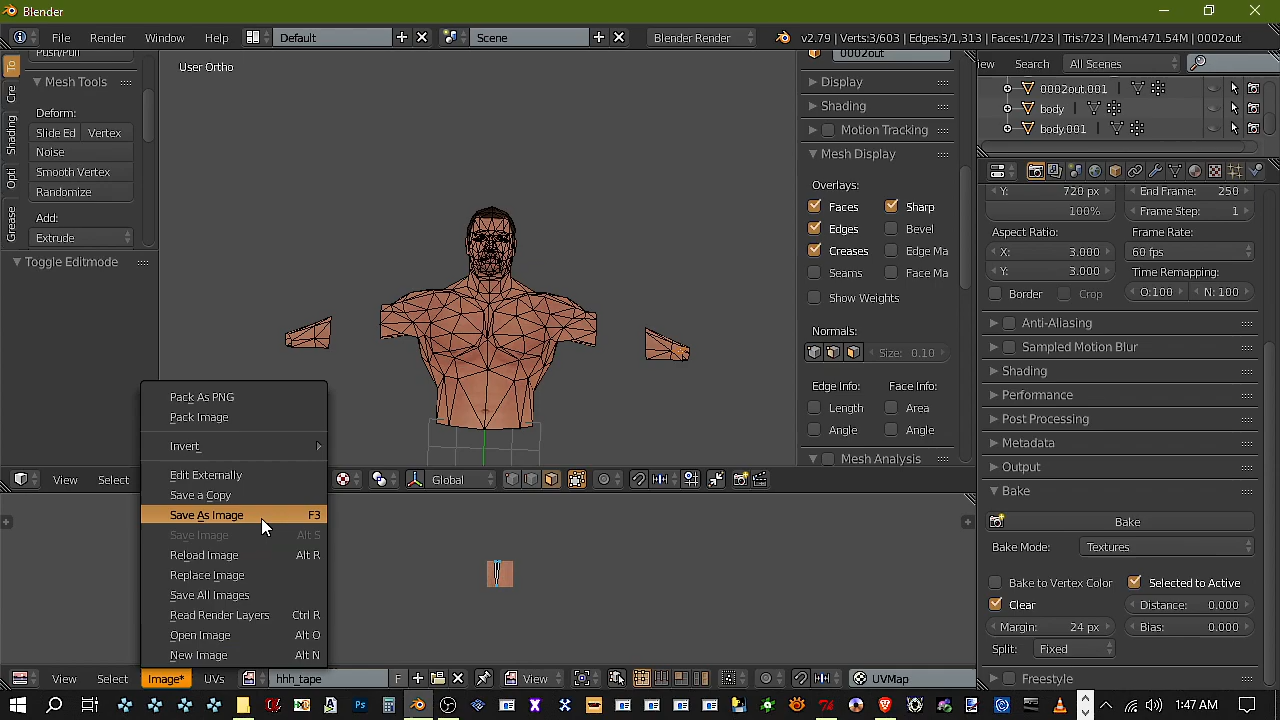 Blender
File Render Window Help Default Scene Blender Render v2.79 | Verts:3/603 | Edges:3/1,313 | Faces:1/723 | Tris:723 | Mem:471.54M | 0002out
Push/Pull
Mesh Tools
Deform:
Slide Ed Vertex
Noise
Smooth Vertex
Randomize
Add:
Extrude
Toggle Editmode
To
Cre
Shading
Opti
Grease
User Ortho
0002out
Display
Shading
Motion Tracking
Mesh Display
Overlays:
Faces Sharp
Edges Bevel
Creases Edge Ma
Seams Face Ma
Show Weights
Normals:
Size: 0.10
Edge Info: Face Info:
Length Area
Angle Angle
Mesh Analysis
iew Search All Scenes
0002out.001
body
body.001
Y: 720 px End Frame: 250
100% Frame Step: 1
Aspect Ratio: Frame Rate:
X: 3.000 60 fps
Y: 3.000 Time Remapping:
Border Crop O:100 N: 100
Anti-Aliasing
Sampled Motion Blur
Shading
Performance
Post Processing
Metadata
Output
Bake
Bake
Bake Mode: Textures
Bake to Vertex Color Selected to Active
Clear Distance: 0.000
Margin: 24 px Bias: 0.000
Split: Fixed
Freestyle
Pack As PNG
Pack Image
Invert
Edit Externally
Save a Copy
Save As Image F3
Save Image Alt S
Reload Image Alt R
Replace Image
Save All Images
Read Render Layers Ctrl R
Open Image Alt O
New Image Alt N
View Select Global
View Select Image* UVs hhh_tape F View UVMap
1:47 AM